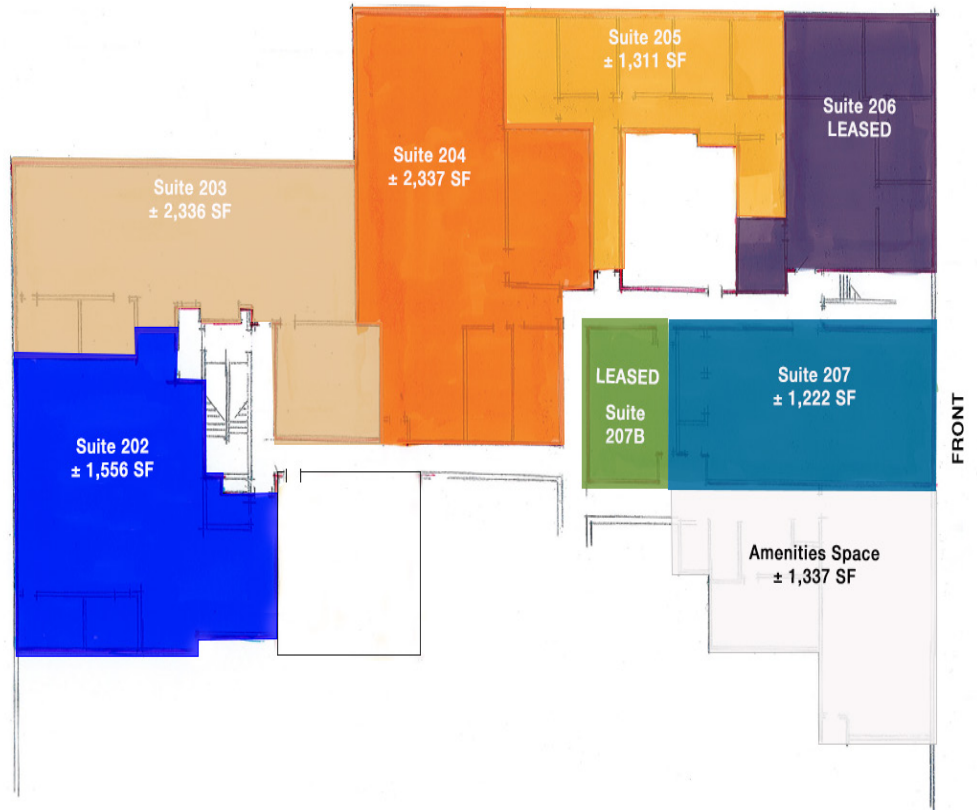 Suite 205
± 1,311 SF
Suite 206
LEASED
Suite 204
± 2,337 SF
Suite 203
± 2,336 SF
LEASED
Suite
207B
Suite 207
± 1,222 SF
FRONT
Suite 202
± 1,556 SF
Amenities Space
± 1,337 SF